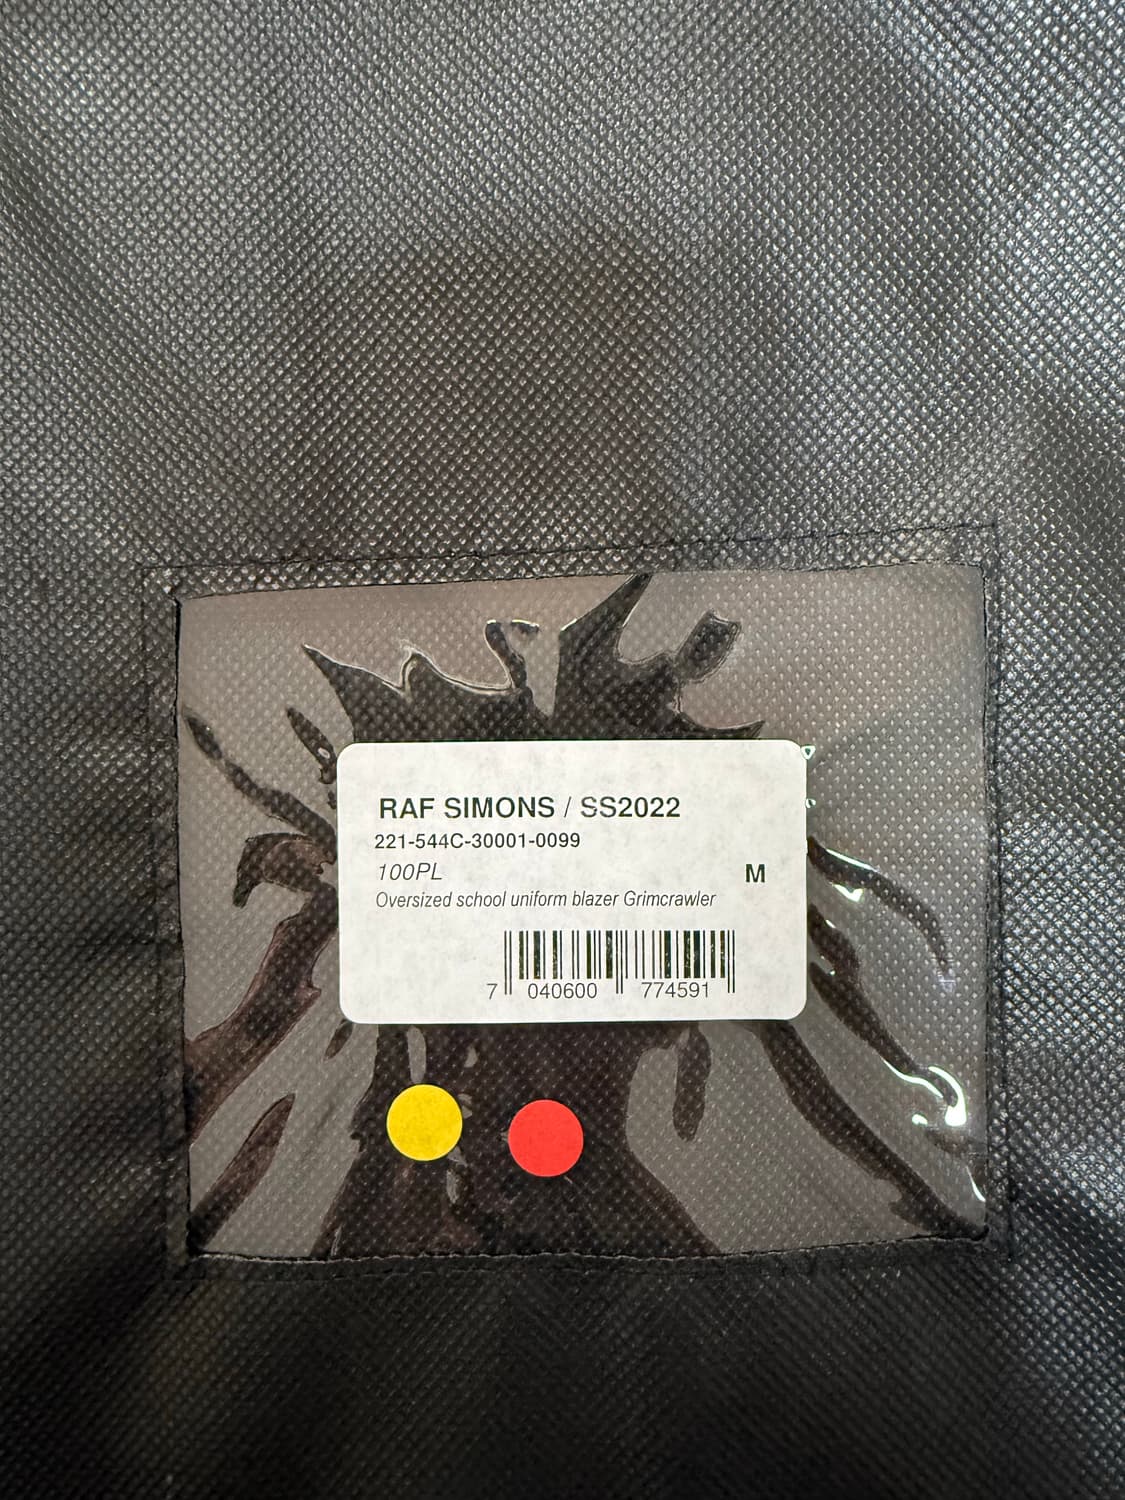 RAF SIMONS / SS2022
221-544C-30001-0099
100PL M
Oversized school uniform blazer Grimcrawler
7 040600 774591